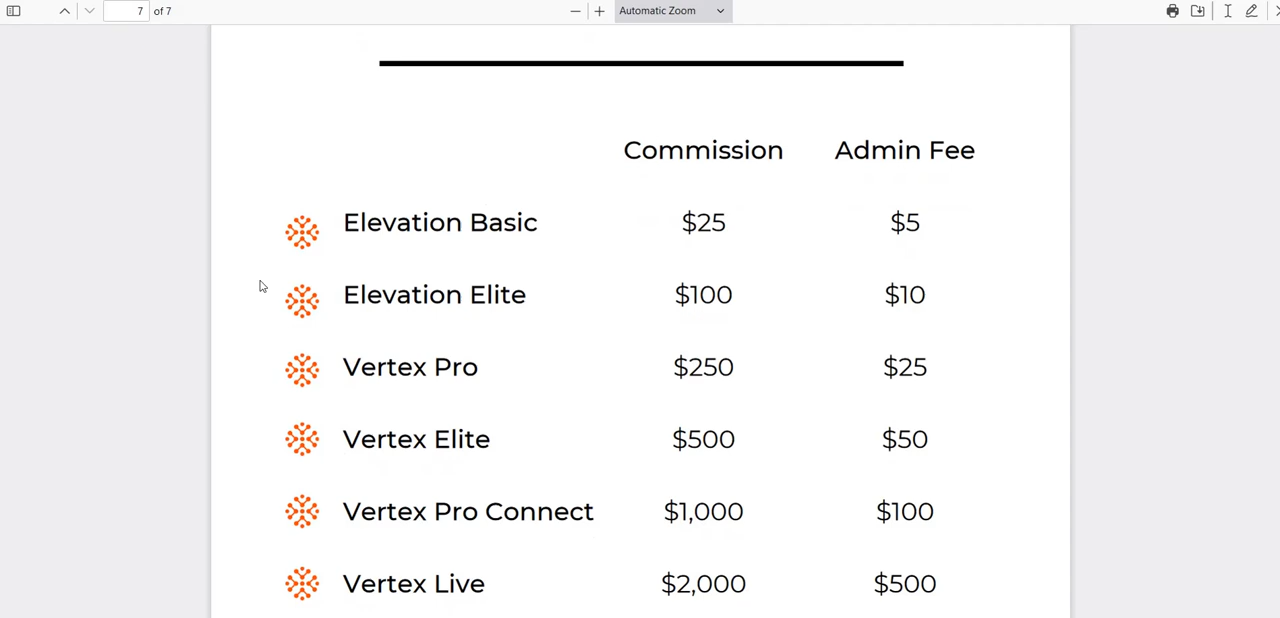 7 of 7 Automatic Zoom
Commission Admin Fee
Elevation Basic $25 $5
Elevation Elite $100 $10
Vertex Pro $250 $25
Vertex Elite $500 $50
Vertex Pro Connect $1,000 $100
Vertex Live $2,000 $500